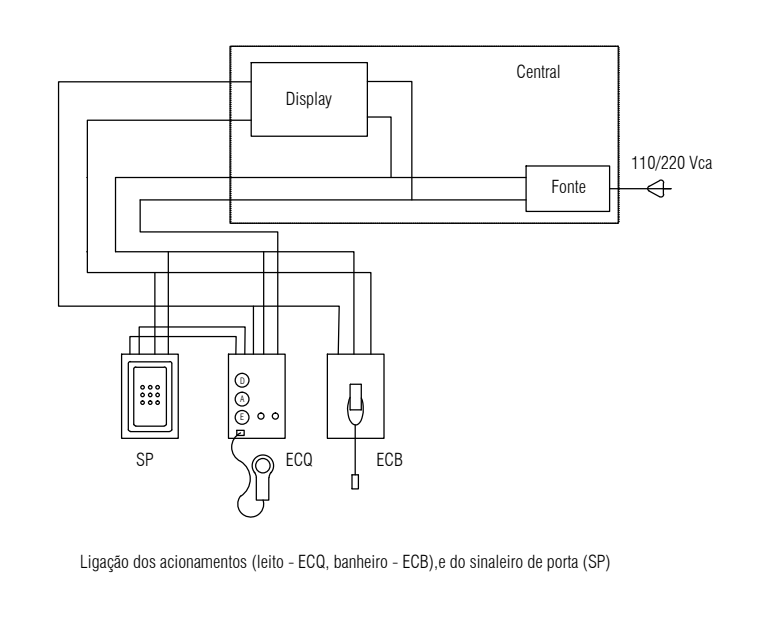 Central
Display
110/220 Vca
Fonte
D
A
E
SP
ECQ
ECB
Ligação dos acionamentos (leito - ECQ, banheiro - ECB),e do sinaleiro de porta (SP)